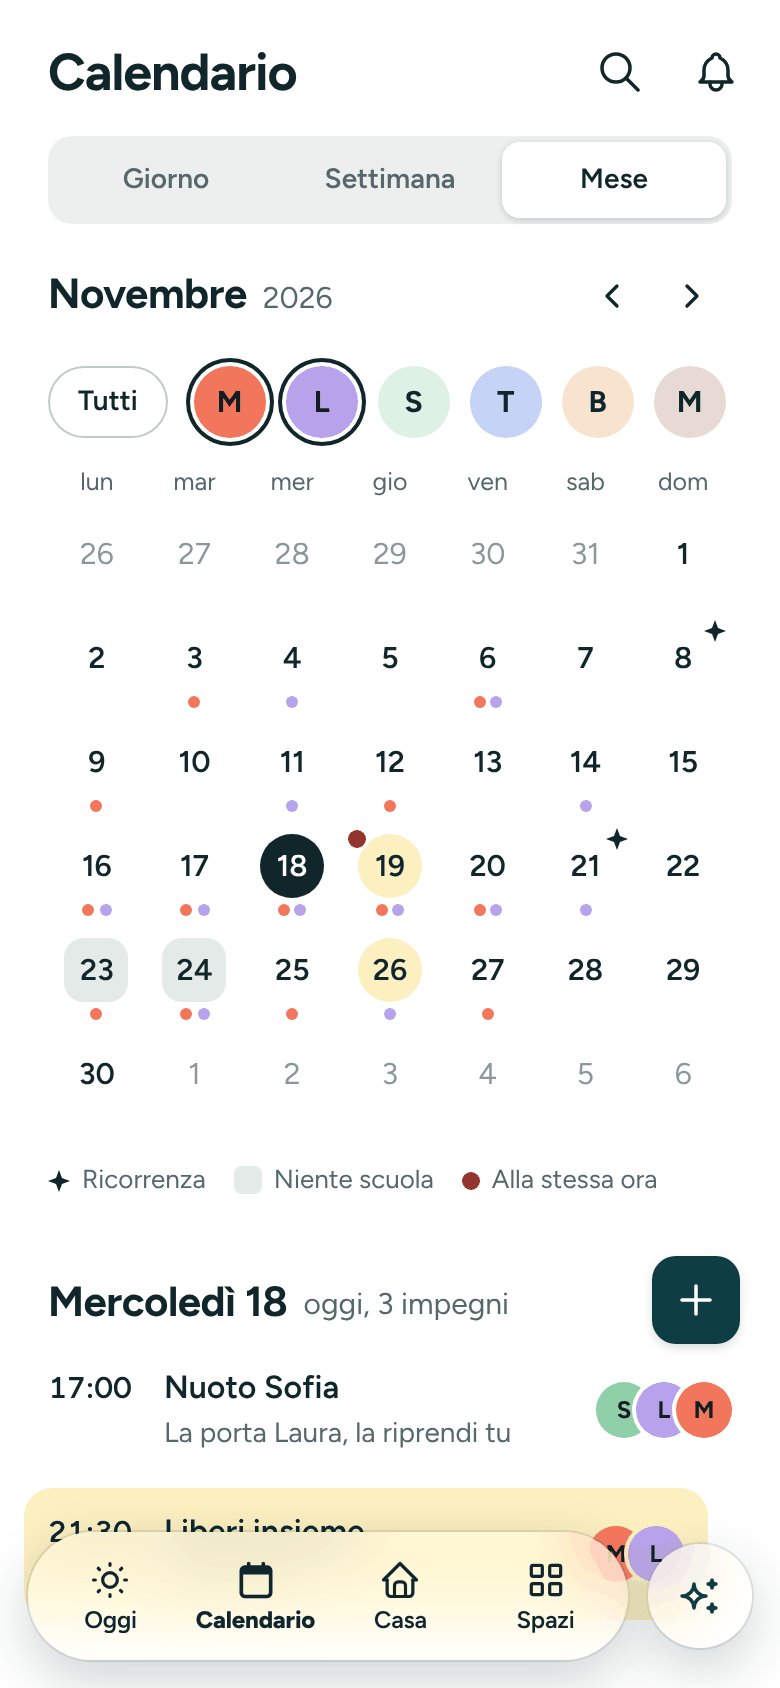 Calendario
Giorno Settimana Mese
Novembre 2026
Tutti M L S T B M
lun mar mer gio ven sab dom
26 27 28 29 30 31 1
2 3 4 5 6 7 8
9 10 11 12 13 14 15
16 17 18 19 20 21 22
23 24 25 26 27 28 29
30 1 2 3 4 5 6
Ricorrenza Niente scuola Alla stessa ora
Mercoledì 18 oggi, 3 impegni
17:00 Nuoto Sofia S L M
La porta Laura, la riprendi tu
21:30 Liberi insieme M L
Oggi Calendario Casa Spazi